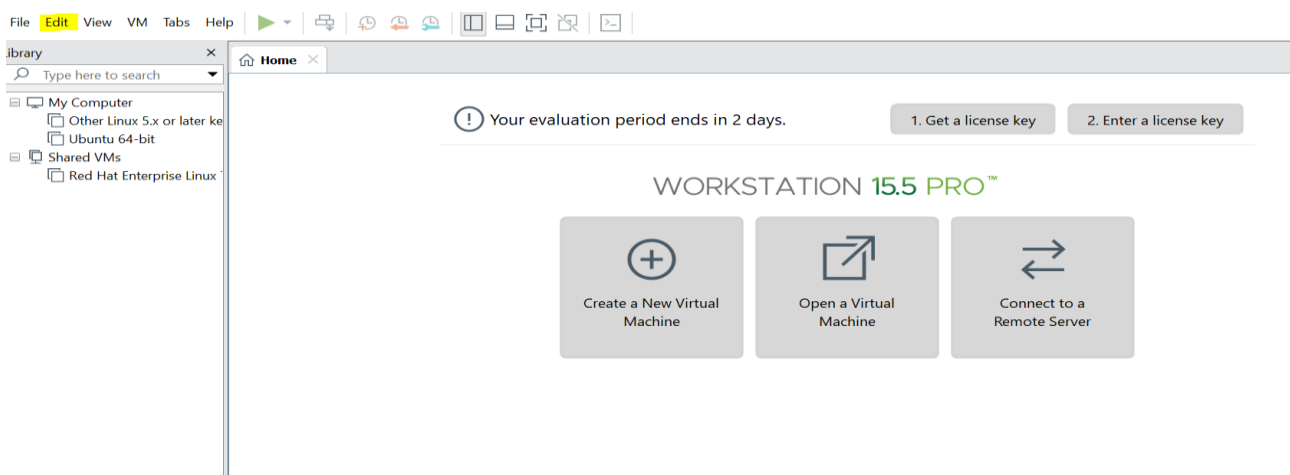 File Edit View VM Tabs Help
Library
Type here to search
My Computer
Other Linux 5.x or later ke
Ubuntu 64-bit
Shared VMs
Red Hat Enterprise Linux
Home
Your evaluation period ends in 2 days.
1. Get a license key
2. Enter a license key
WORKSTATION 15.5 PRO™
Create a New Virtual
Machine
Open a Virtual
Machine
Connect to a
Remote Server